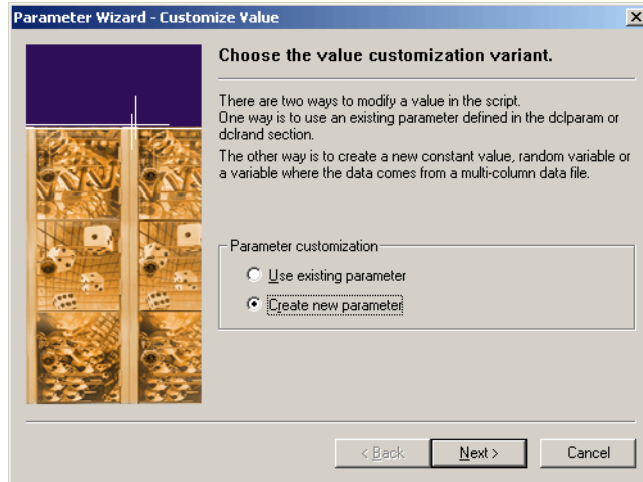 Parameter Wizard - Customize Value
Choose the value customization variant.
There are two ways to modify a value in the script.
One way is to use an existing parameter defined in the dclparam or
dclrand section.
The other way is to create a new constant value, random variable or
a variable where the data comes from a multi-column data file.
Parameter customization
Use existing parameter
Create new parameter
< Back
Next >
Cancel